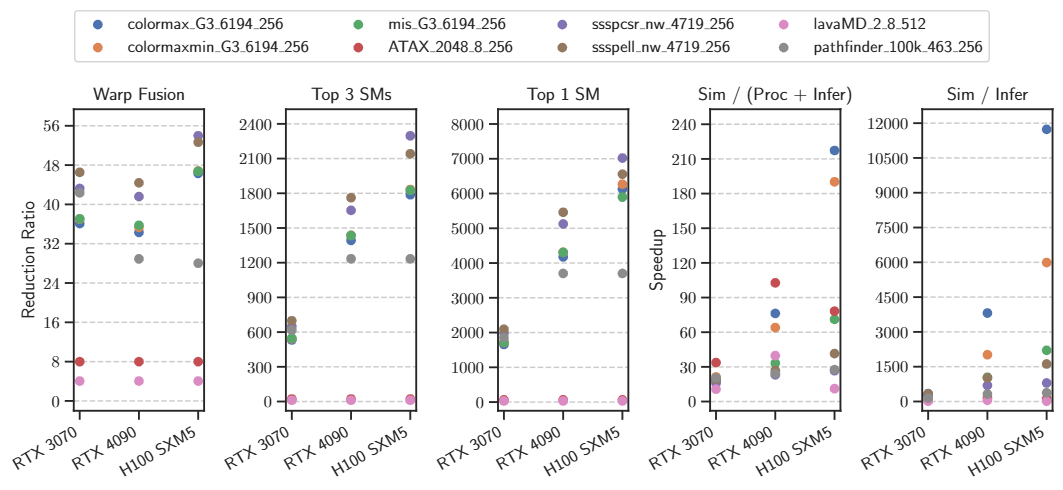 colormax_G3_6194_256 mis_G3_6194_256 ssspcsr_nw_4719_256 lavaMD_2_8_512
colormaxmin_G3_6194_256 ATAX_2048_8_256 ssspell_nw_4719_256 pathfinder_100k_463_256
Warp Fusion
Reduction Ratio
56
48
40
32
24
16
8
0
RTX 3070
RTX 4090
H100 SXM5
Top 3 SMs
2400
2100
1800
1500
1200
900
600
300
0
RTX 3070
RTX 4090
H100 SXM5
Top 1 SM
8000
7000
6000
5000
4000
3000
2000
1000
0
RTX 3070
RTX 4090
H100 SXM5
Sim / (Proc + Infer)
Speedup
240
210
180
150
120
90
60
30
0
RTX 3070
RTX 4090
H100 SXM5
Sim / Infer
12000
10500
9000
7500
6000
4500
3000
1500
0
RTX 3070
RTX 4090
H100 SXM5